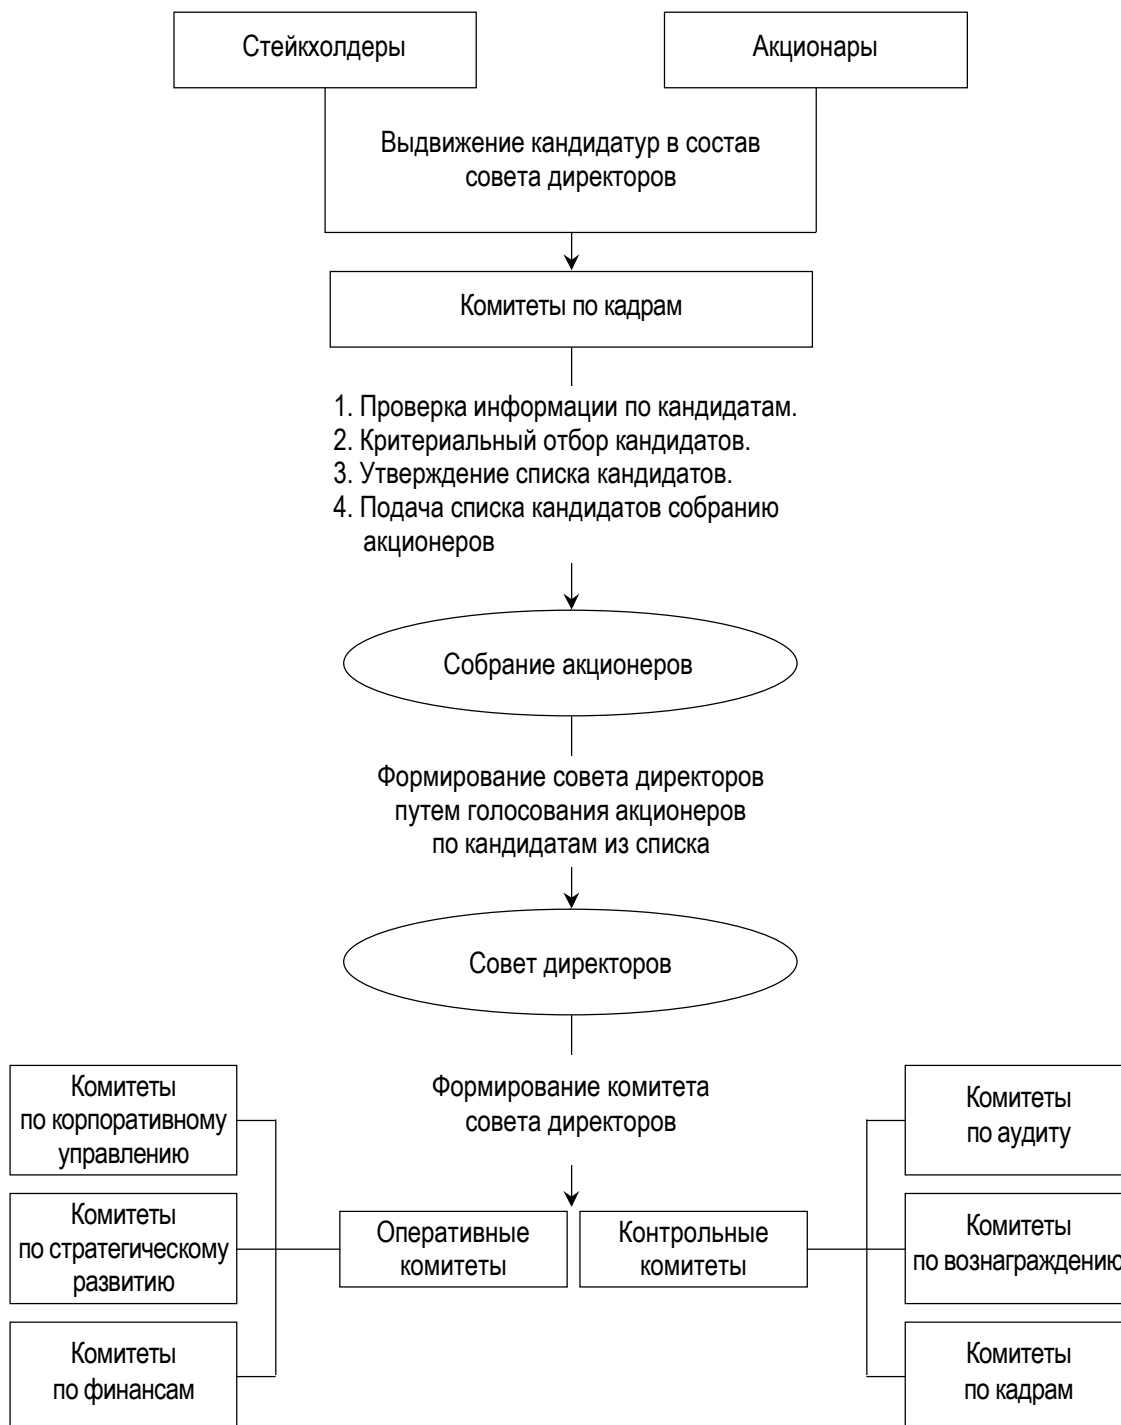 Стейкхолдеры
Акционары
Выдвижение кандидатур в состав
совета директоров
Комитеты по кадрам
1. Проверка информации по кандидатам.
2. Критериальный отбор кандидатов.
3. Утверждение списка кандидатов.
4. Подача списка кандидатов собранию
акционеров
Собрание акционеров
Формирование совета директоров
путем голосования акционеров
по кандидатам из списка
Совет директоров
Формирование комитета
совета директоров
Комитеты
по корпоративному
управлению
Комитеты
по стратегическому
развитию
Комитеты
по финансам
Оперативные
комитеты
Контрольные
комитеты
Комитеты
по аудиту
Комитеты
по вознаграждению
Комитеты
по кадрам